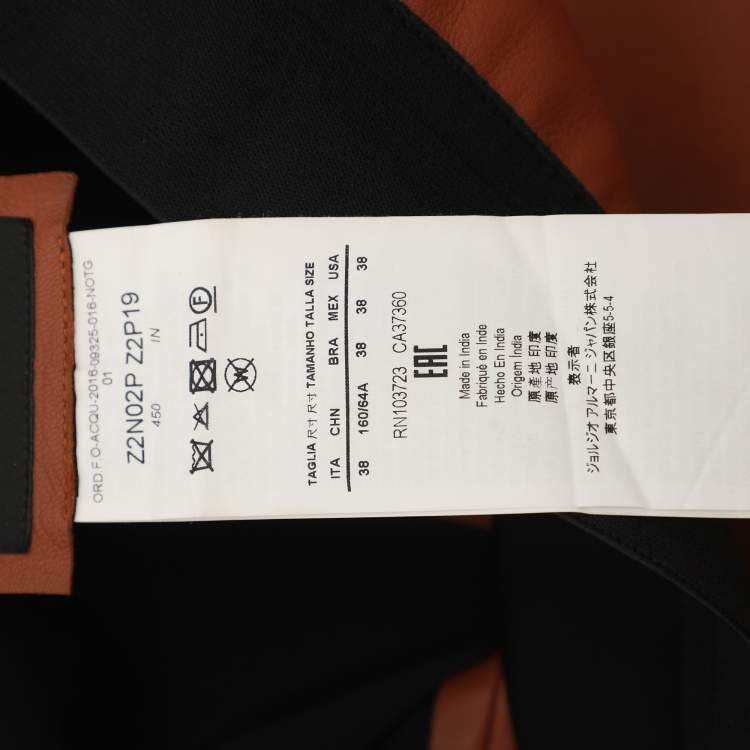 ORD.F.O-ACQU-2016-09325-016-NOTG
01
Z2N02P Z2P19
450 IN
F
W
TAGLIA 尺寸 尺寸 TAMANHO TALLA SIZE
ITA CHN BRA MEX USA
38 160/64A 38 38 38
RN103723 CA37360
EAC
Made in India
Fabriqué en Inde
Hecho En India
Origem India
原產地 印度
原产地 印度
表示者
ジョルジオ アルマーニ ジャパン株式会社
東京都中央区銀座5-5-4